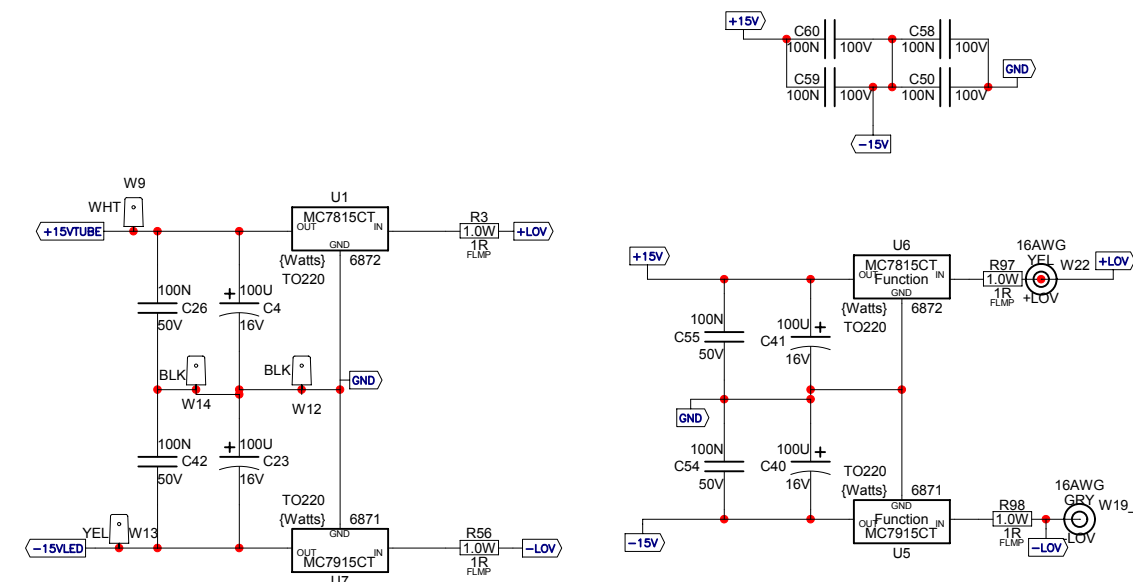 +15V
C60
100N
100V
C58
100N
100V
GND
C59
100N
100V
C50
100N
100V
−15V
W9
WHT
+15VTUBE
U1
MC7815CT
OUT
IN
GND
{Watts}
6872
TO220
R3
1.0W
1R
FLMP
+LOV
100N
C26
50V
100U
C4
16V
BLK
W14
BLK
W12
GND
100N
C42
50V
100U
C23
16V
TO220
{Watts}
6871
GND
OUT
IN
MC7915CT
U7
YEL
W13
−15VLED
R56
1.0W
1R
FLMP
−LOV
+15V
U6
MC7815CT
OUT
Function
IN
GND
{Watts}
6872
TO220
R97
1.0W
1R
FLMP
16AWG
YEL
W22
+LOV
+LOV
100N
C55
50V
100U
C41
16V
GND
100N
C54
50V
100U
C40
16V
TO220
{Watts}
6871
GND
OUT
Function
IN
MC7915CT
U5
−15V
R98
1.0W
1R
FLMP
16AWG
GRY
W19_
−LOV